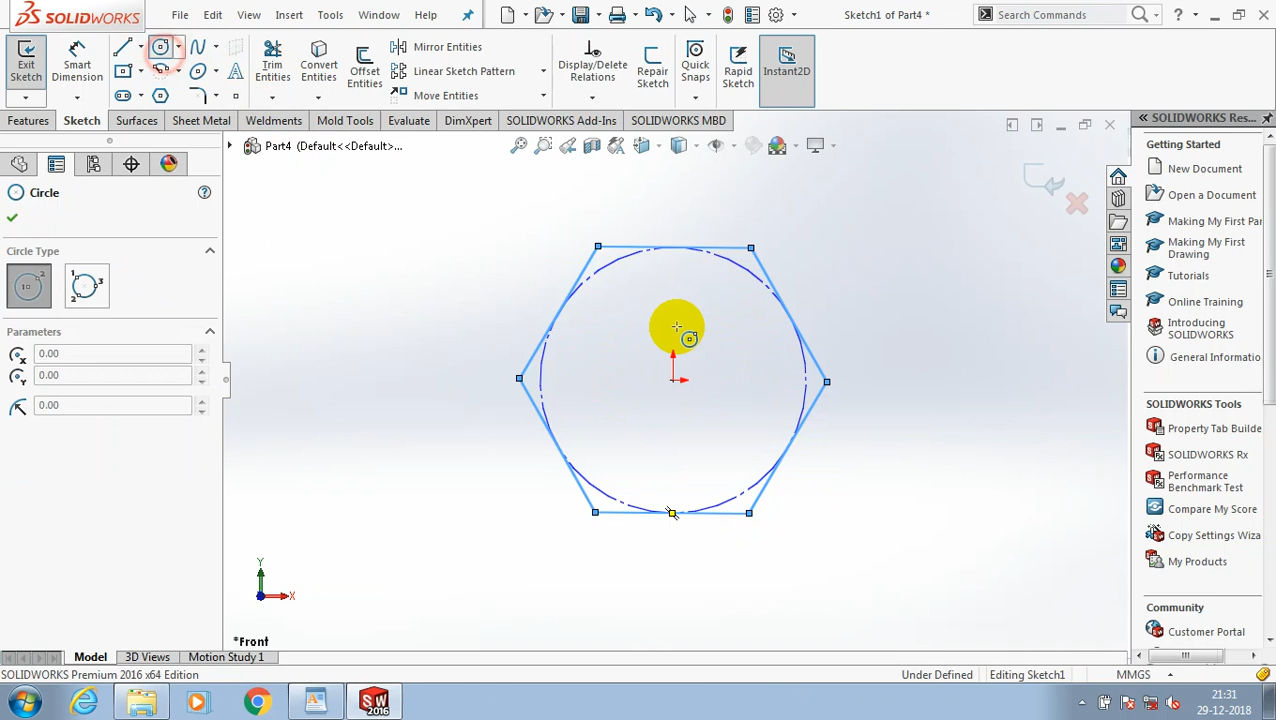 SOLIDWORKS File Edit View Insert Tools Window Help Sketch1 of Part4 * Search Commands ?
Exit Sketch
Smart Dimension
Trim Entities
Convert Entities
Offset Entities
Mirror Entities
Linear Sketch Pattern
Move Entities
Display/Delete Relations
Repair Sketch
Quick Snaps
Rapid Sketch
Instant2D
Features Sketch Surfaces Sheet Metal Weldments Mold Tools Evaluate DimXpert SOLIDWORKS Add-Ins SOLIDWORKS MBD
Part4 (Default<<Default>...
Circle
Circle Type
Parameters
0.00
0.00
0.00
Y
X
*Front
SOLIDWORKS Res...
Getting Started
New Document
Open a Document
Making My First Par
Making My First Drawing
Tutorials
Online Training
Introducing SOLIDWORKS
General Informatio
SOLIDWORKS Tools
Property Tab Builde
SOLIDWORKS Rx
Performance Benchmark Test
Compare My Score
Copy Settings Wiza
My Products
Community
Customer Portal
Model 3D Views Motion Study 1
SOLIDWORKS Premium 2016 x64 Edition Under Defined Editing Sketch1 MMGS
21:31
29-12-2018